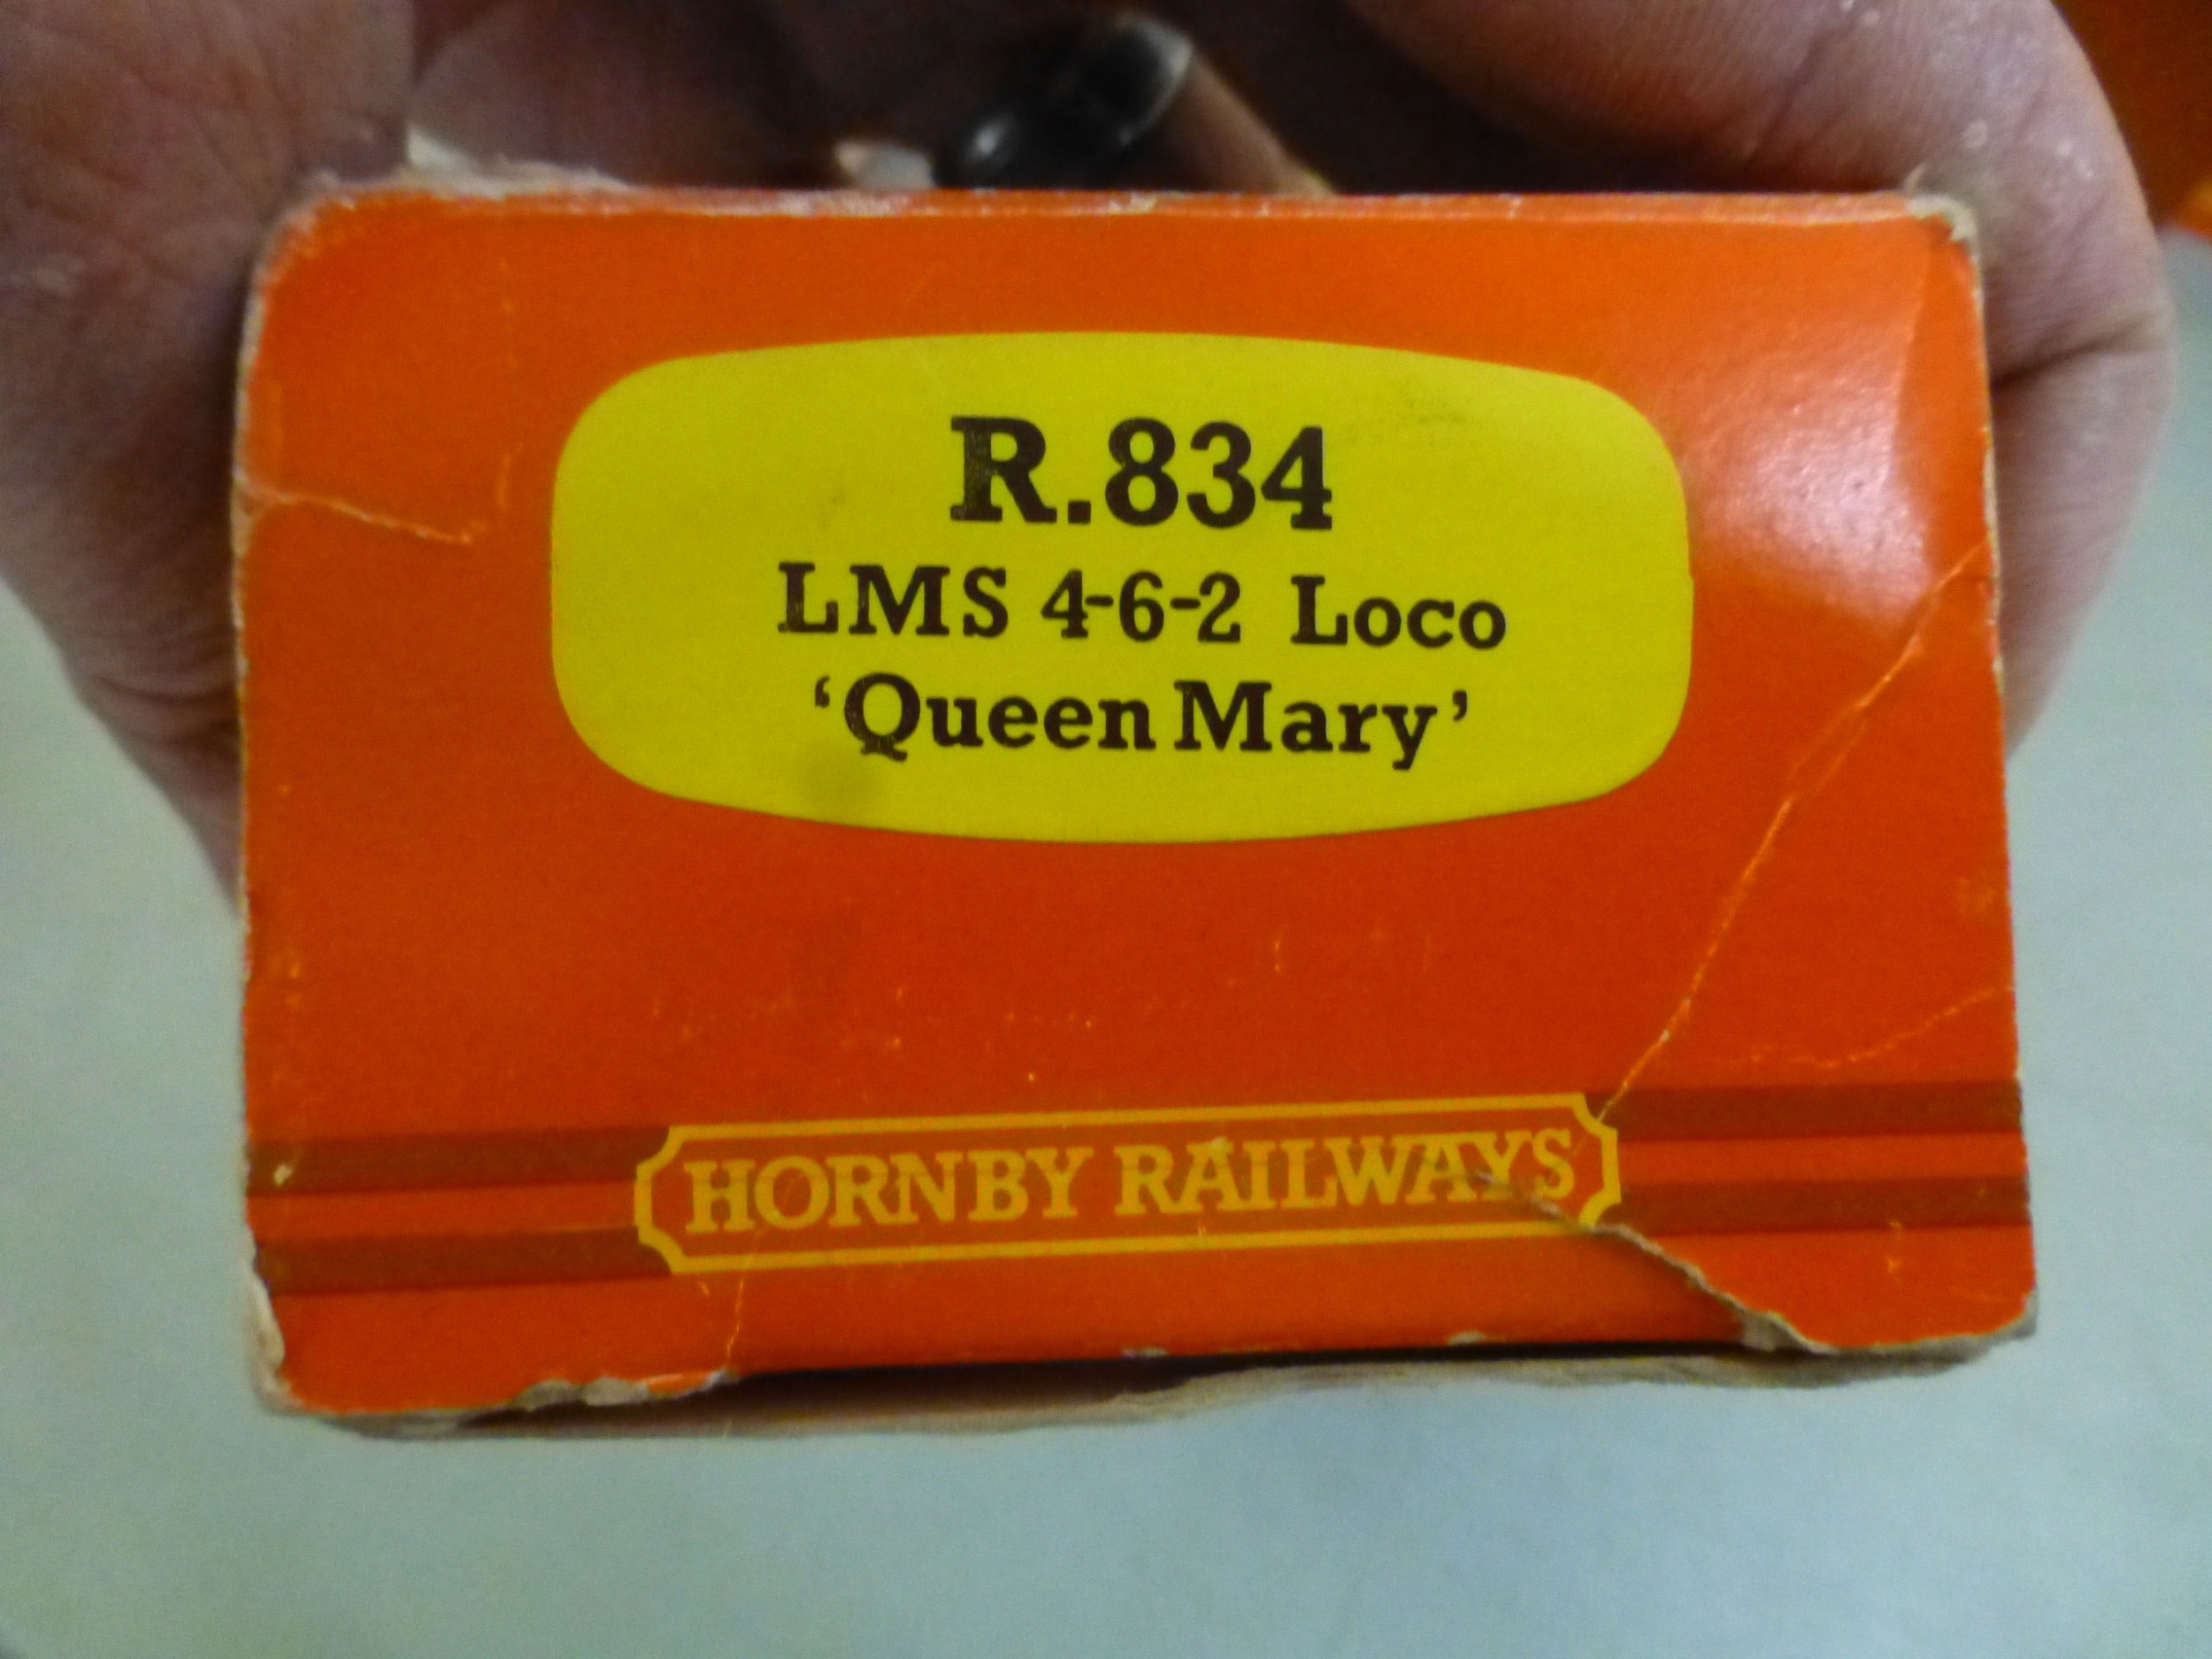 R.834
LMS 4-6-2 Loco
‘Queen Mary’
HORNBY RAILWAYS